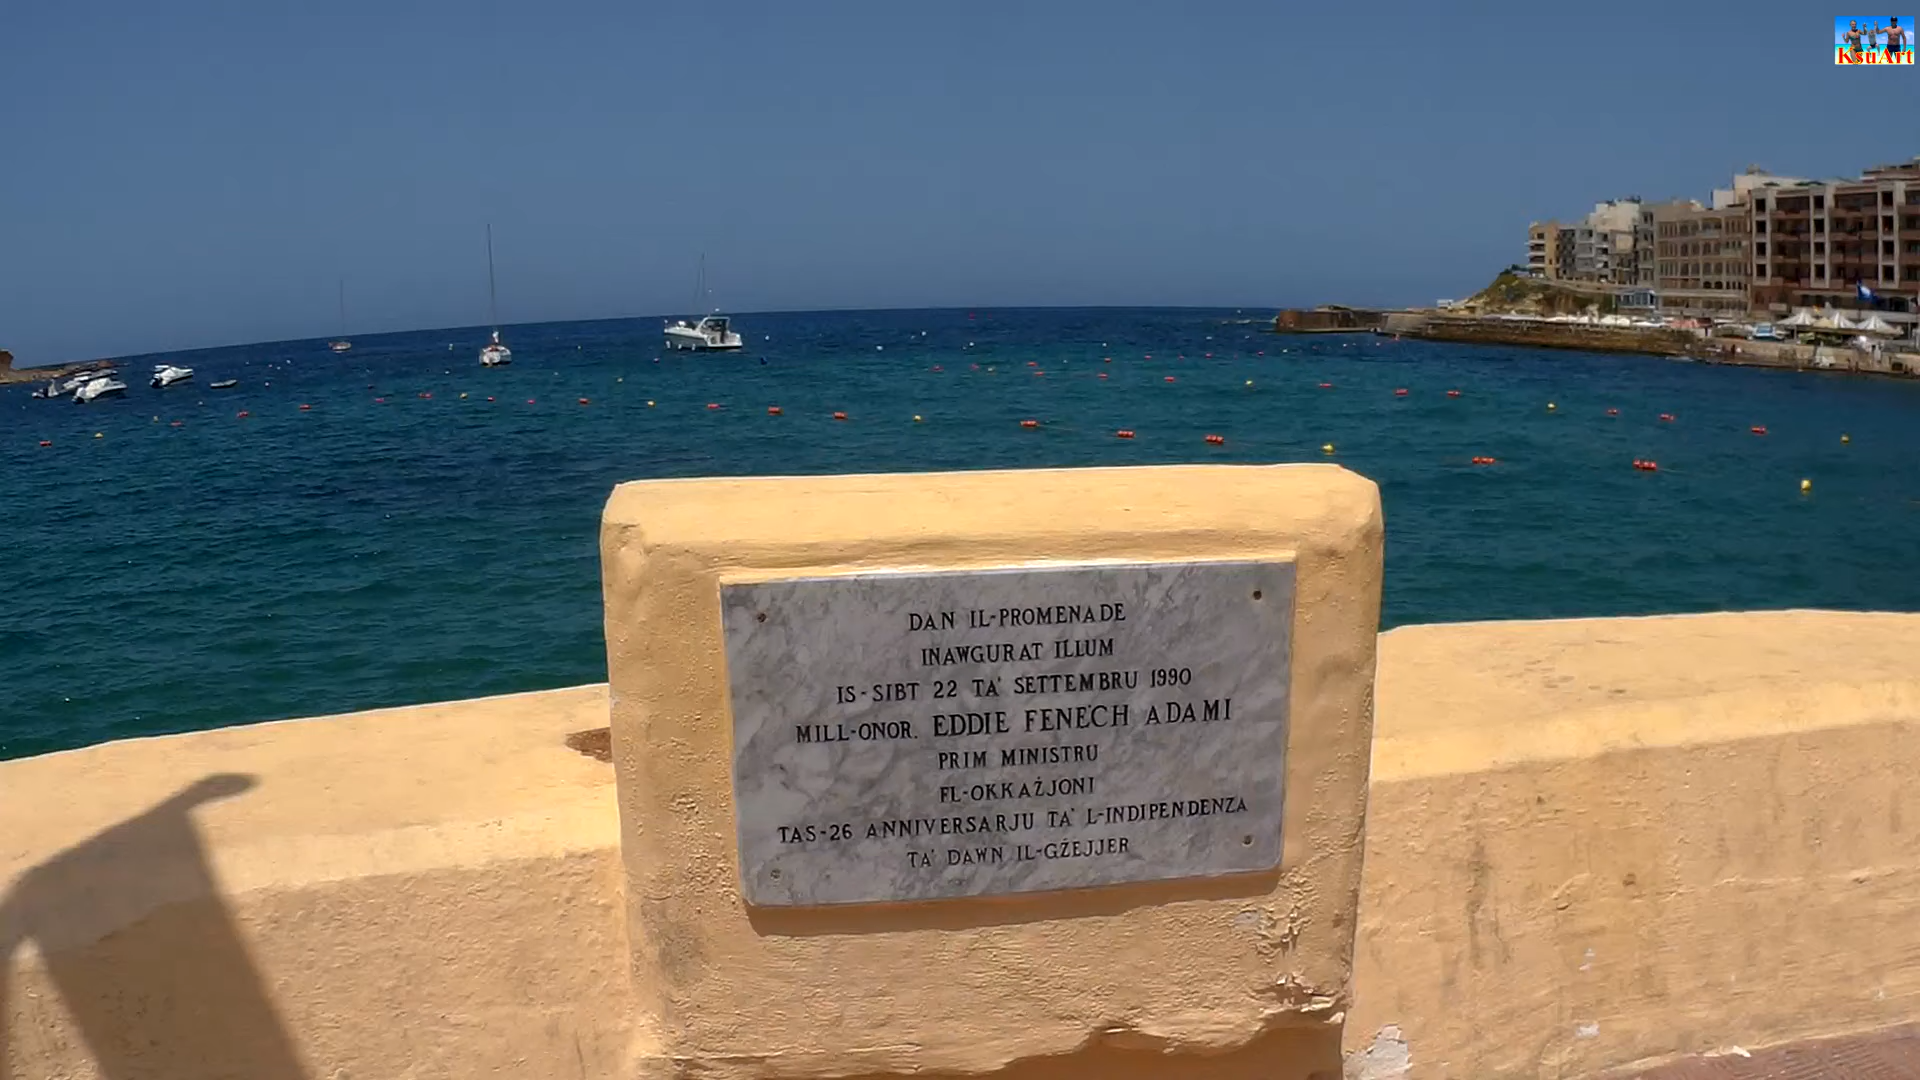 KsuArt
DAN IL-PROMENADE
INAWGURAT ILLUM
IS-SIBT 22 TA' SETTEMBRU 1990
MILL-ONOR. EDDIE FENECH ADAMI
PRIM MINISTRU
FL-OKKAŻJONI
TAS-26 ANNIVERSARJU TA' L-INDIPENDENZA
TA' DAWN IL-GŻEJJER